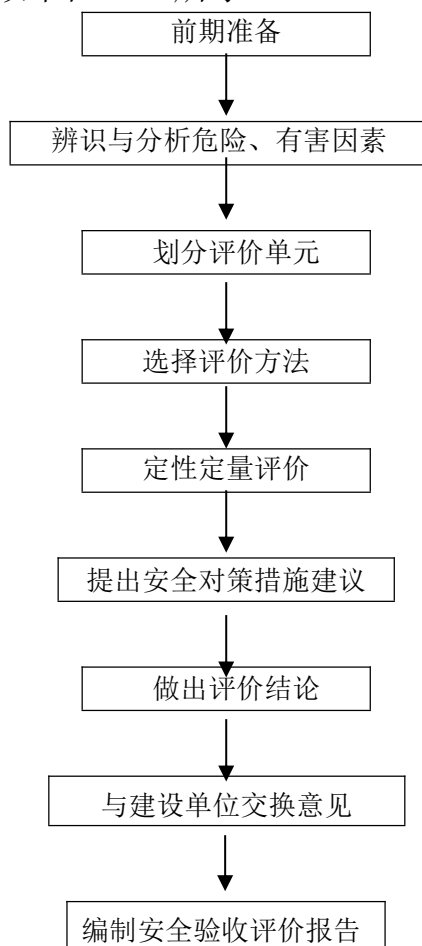 前期准备
辨识与分析危险、有害因素
划分评价单元
选择评价方法
定性定量评价
提出安全对策措施建议
做出评价结论
与建设单位交换意见
编制安全验收评价报告